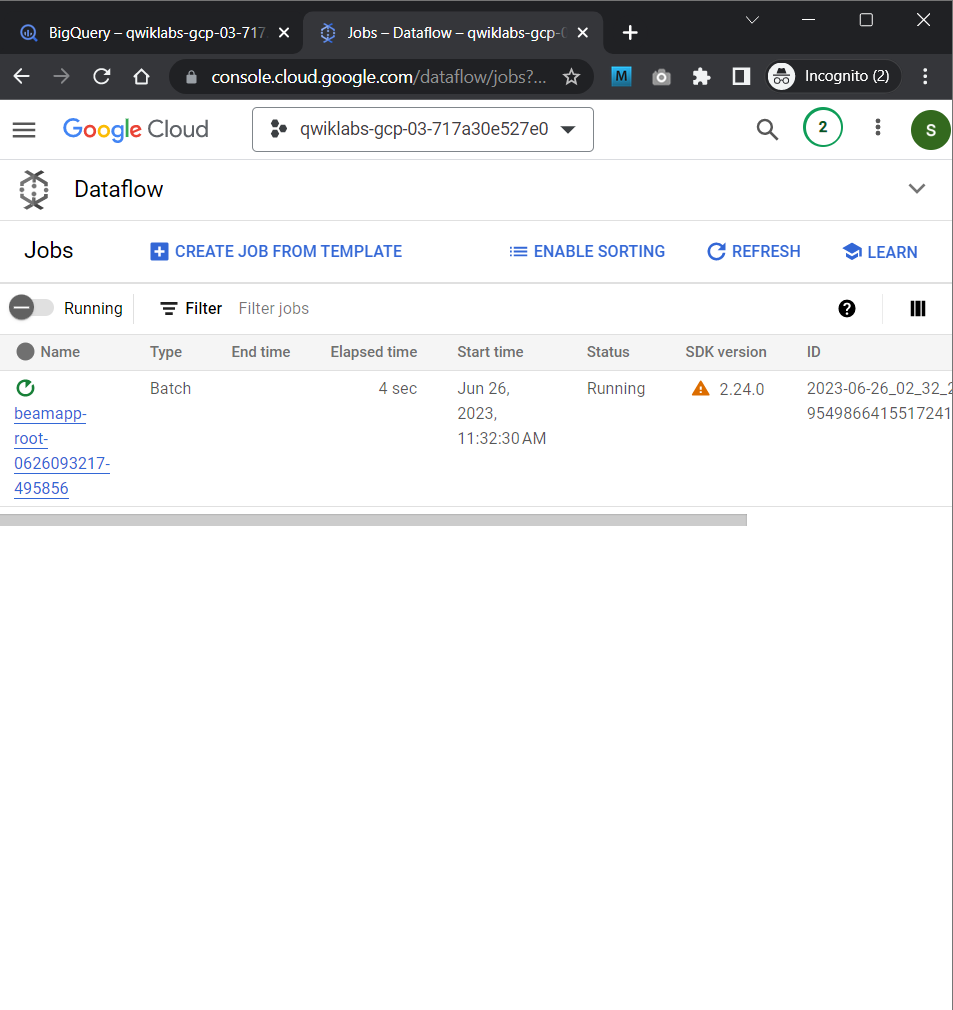 BigQuery – qwiklabs-gcp-03-717
Jobs – Dataflow – qwiklabs-gcp-0
console.cloud.google.com/dataflow/jobs?...
M
Incognito (2)
Google Cloud
qwiklabs-gcp-03-717a30e527e0
2
S
Dataflow
Jobs
CREATE JOB FROM TEMPLATE
ENABLE SORTING
REFRESH
LEARN
Running
Filter
Filter jobs
Name Type End time Elapsed time Start time Status SDK version ID
Batch 4 sec Jun 26, Running 2.24.0 2023-06-26_02_32_2
beamapp- 2023, 9549866415517241
root- 11:32:30 AM
0626093217-
495856